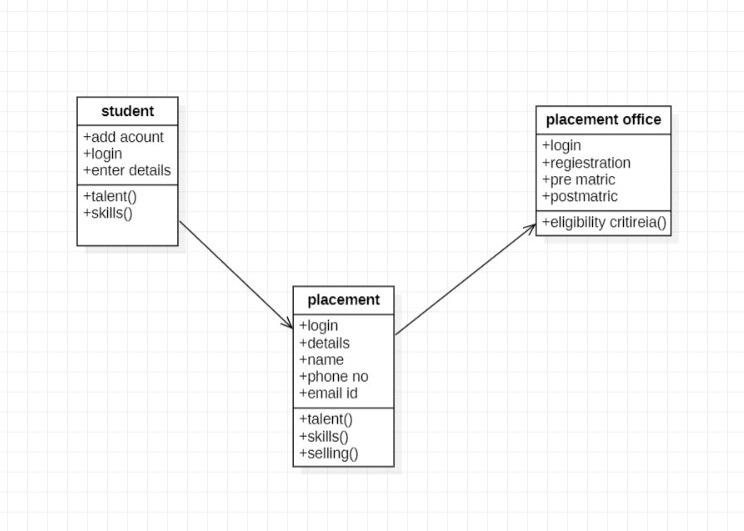 student
+add acount
+login
+enter details
+talent()
+skills()
placement office
+login
+regiestration
+pre matric
+postmatric
+eligibility critireia()
placement
+login
+details
+name
+phone no
+email id
+talent()
+skills()
+selling()